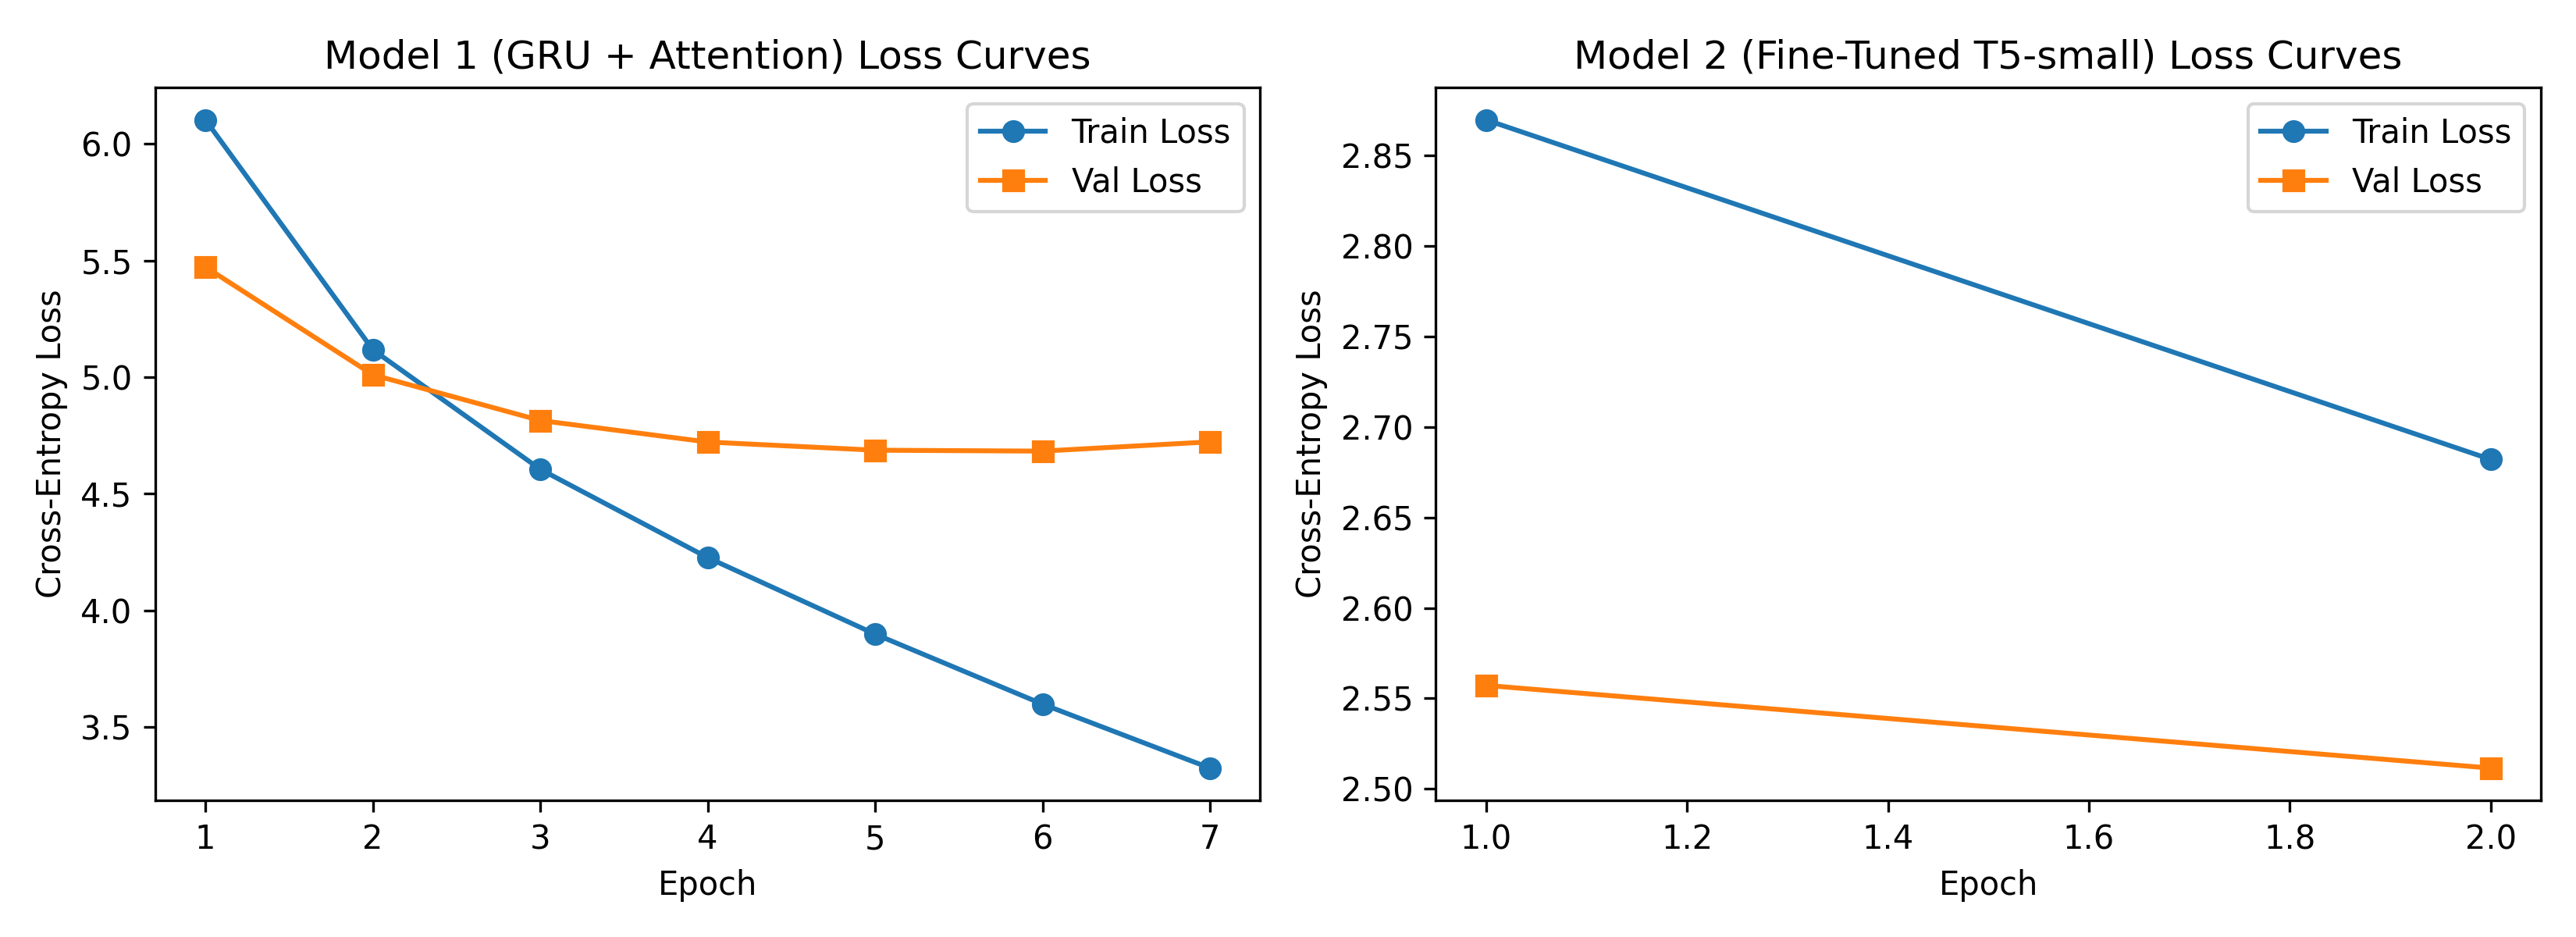 Model 1 (GRU + Attention) Loss Curves
Train Loss
Val Loss
Cross-Entropy Loss
6.0
5.5
5.0
4.5
4.0
3.5
1 2 3 4 5 6 7
Epoch
Model 2 (Fine-Tuned T5-small) Loss Curves
Train Loss
Val Loss
Cross-Entropy Loss
2.85
2.80
2.75
2.70
2.65
2.60
2.55
2.50
1.0 1.2 1.4 1.6 1.8 2.0
Epoch